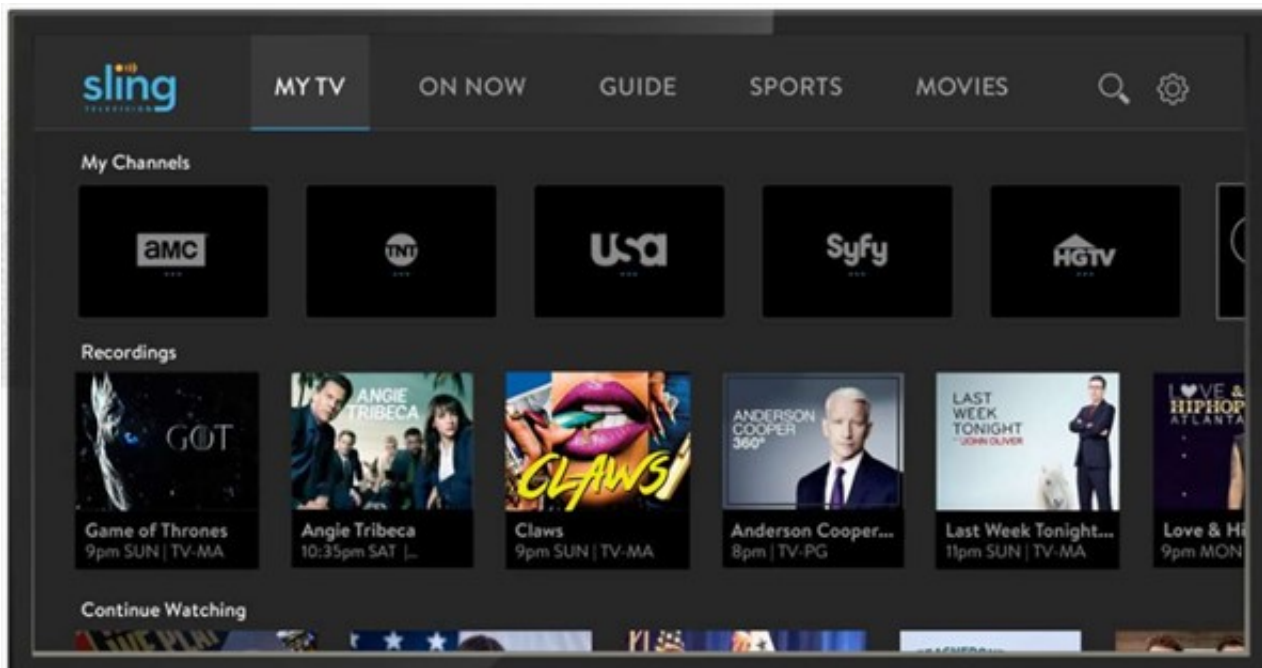 sling
TELEVISION
MY TV
ON NOW
GUIDE
SPORTS
MOVIES
My Channels
aMC
TNT
USA
Syfy
HGTV
Recordings
GOT
ANGIE
TRIBECA
CLAWS
ANDERSON
COOPER
360°
LAST
WEEK
TONIGHT
JOHN OLIVER
LOVE &
HIPHOP
ATLANTA
Game of Thrones
9pm SUN | TV-MA
Angie Tribeca
10:35pm SAT |...
Claws
9pm SUN | TV-MA
Anderson Cooper...
8pm | TV-PG
Last Week Tonight...
11pm SUN | TV-MA
Love & Hi
9pm MON
Continue Watching